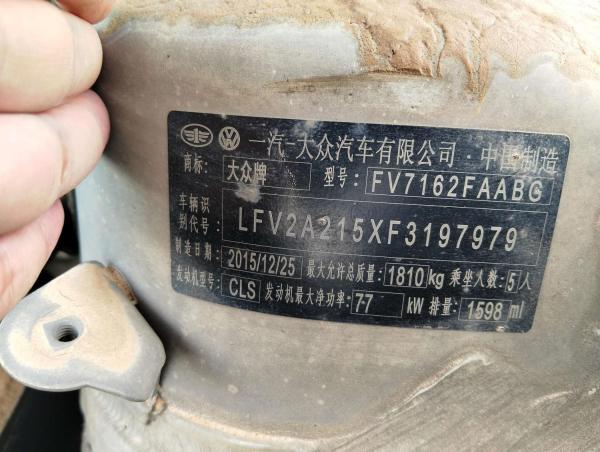 一汽-大众汽车有限公司·中国制造
商标: 大众牌 型号: FV7162FAABG
车辆识别代号: LFV2A215XF3197979
制造日期 2015/12/25 最大允许总质量: 1810 kg 乘坐人数: 5 人
发动机型号: CLS 发动机最大净功率: 77 kW 排量: 1598 ml